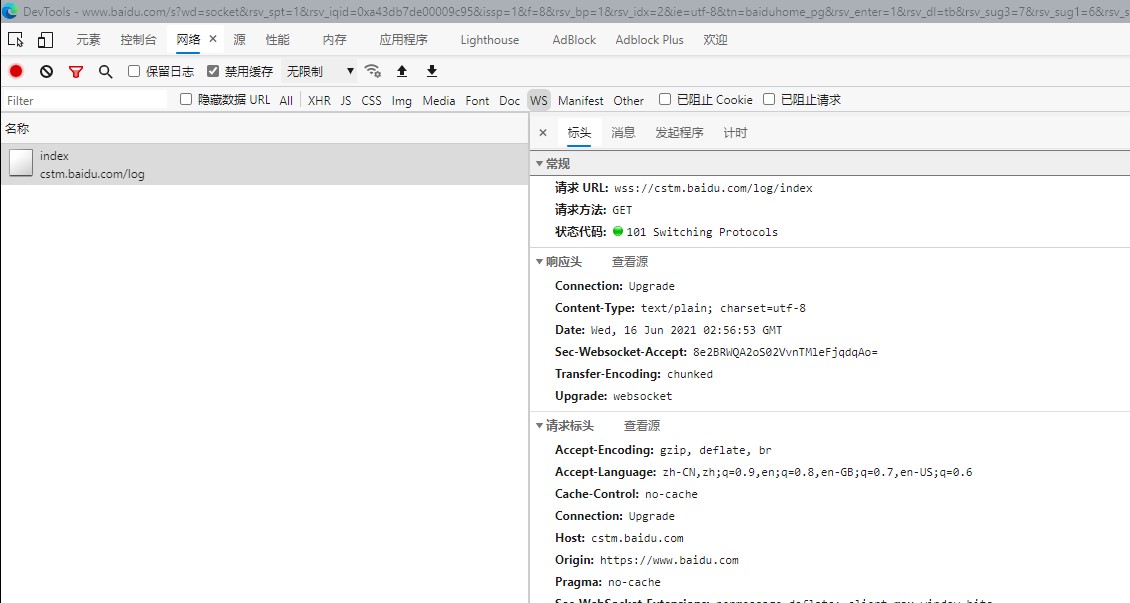 DevTools - www.baidu.com/s?wd=socket&rsv_spt=1&rsv_iqid=0xa43db7de00009c95&issp=1&f=8&rsv_bp=1&rsv_idx=2&ie=utf-8&tn=baiduhome_pg&rsv_enter=1&rsv_dl=tb&rsv_sug3=7&rsv_sug1=6&rsv_s
元素 控制台 网络 × 源 性能 内存 应用程序 Lighthouse AdBlock Adblock Plus 欢迎
保留日志 禁用缓存 无限制
Filter 隐藏数据 URL All XHR JS CSS Img Media Font Doc WS Manifest Other 已阻止 Cookie 已阻止请求
名称
index
cstm.baidu.com/log
× 标头 消息 发起程序 计时
常规
请求 URL: wss://cstm.baidu.com/log/index
请求方法: GET
状态代码: 101 Switching Protocols
响应头 查看源
Connection: Upgrade
Content-Type: text/plain; charset=utf-8
Date: Wed, 16 Jun 2021 02:56:53 GMT
Sec-Websocket-Accept: 8e2BRWQA2oS02VvnTMleFjqdqAo=
Transfer-Encoding: chunked
Upgrade: websocket
请求标头 查看源
Accept-Encoding: gzip, deflate, br
Accept-Language: zh-CN,zh;q=0.9,en;q=0.8,en-GB;q=0.7,en-US;q=0.6
Cache-Control: no-cache
Connection: Upgrade
Host: cstm.baidu.com
Origin: https://www.baidu.com
Pragma: no-cache
Sec-WebSocket-Extensions: permessage-deflate; client_max_window_bits